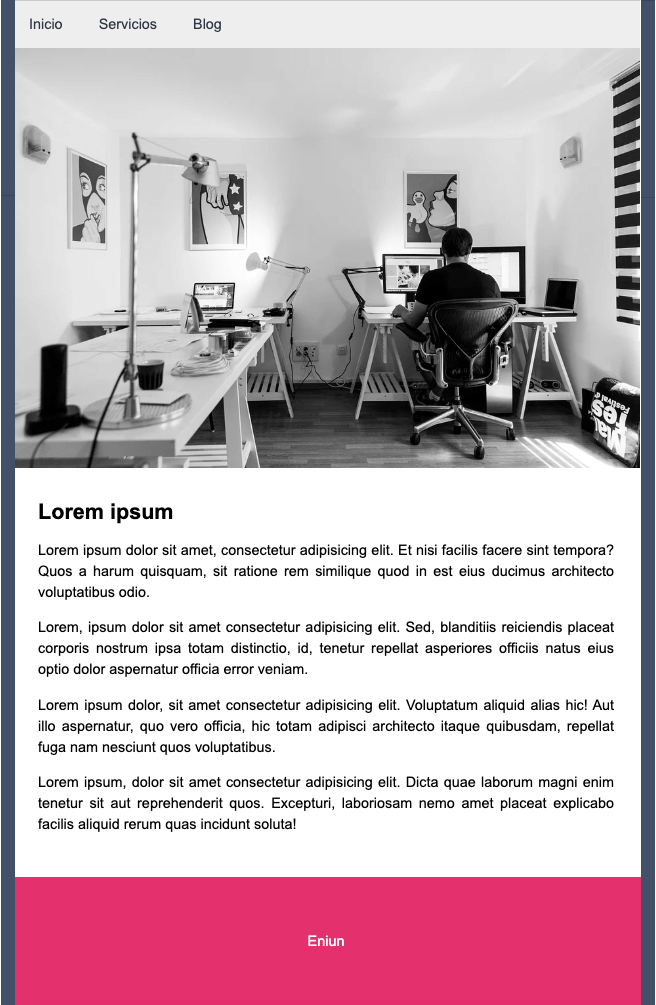 Inicio Servicios Blog
Lorem ipsum
Lorem ipsum dolor sit amet, consectetur adipisicing elit. Et nisi facilis facere sint tempora?
Quos a harum quisquam, sit ratione rem similique quod in est eius ducimus architecto
voluptatibus odio.
Lorem, ipsum dolor sit amet consectetur adipisicing elit. Sed, blanditiis reiciendis placeat
corporis nostrum ipsa totam distinctio, id, tenetur repellat asperiores officiis natus eius
optio dolor aspernatur officia error veniam.
Lorem ipsum dolor, sit amet consectetur adipisicing elit. Voluptatum aliquid alias hic! Aut
illo aspernatur, quo vero officia, hic totam adipisci architecto itaque quibusdam, repellat
fuga nam nesciunt quos voluptatibus.
Lorem ipsum, dolor sit amet consectetur adipisicing elit. Dicta quae laborum magni enim
tenetur sit aut reprehenderit quos. Excepturi, laboriosam nemo amet placeat explicabo
facilis aliquid rerum quas incidunt soluta!
Eniun